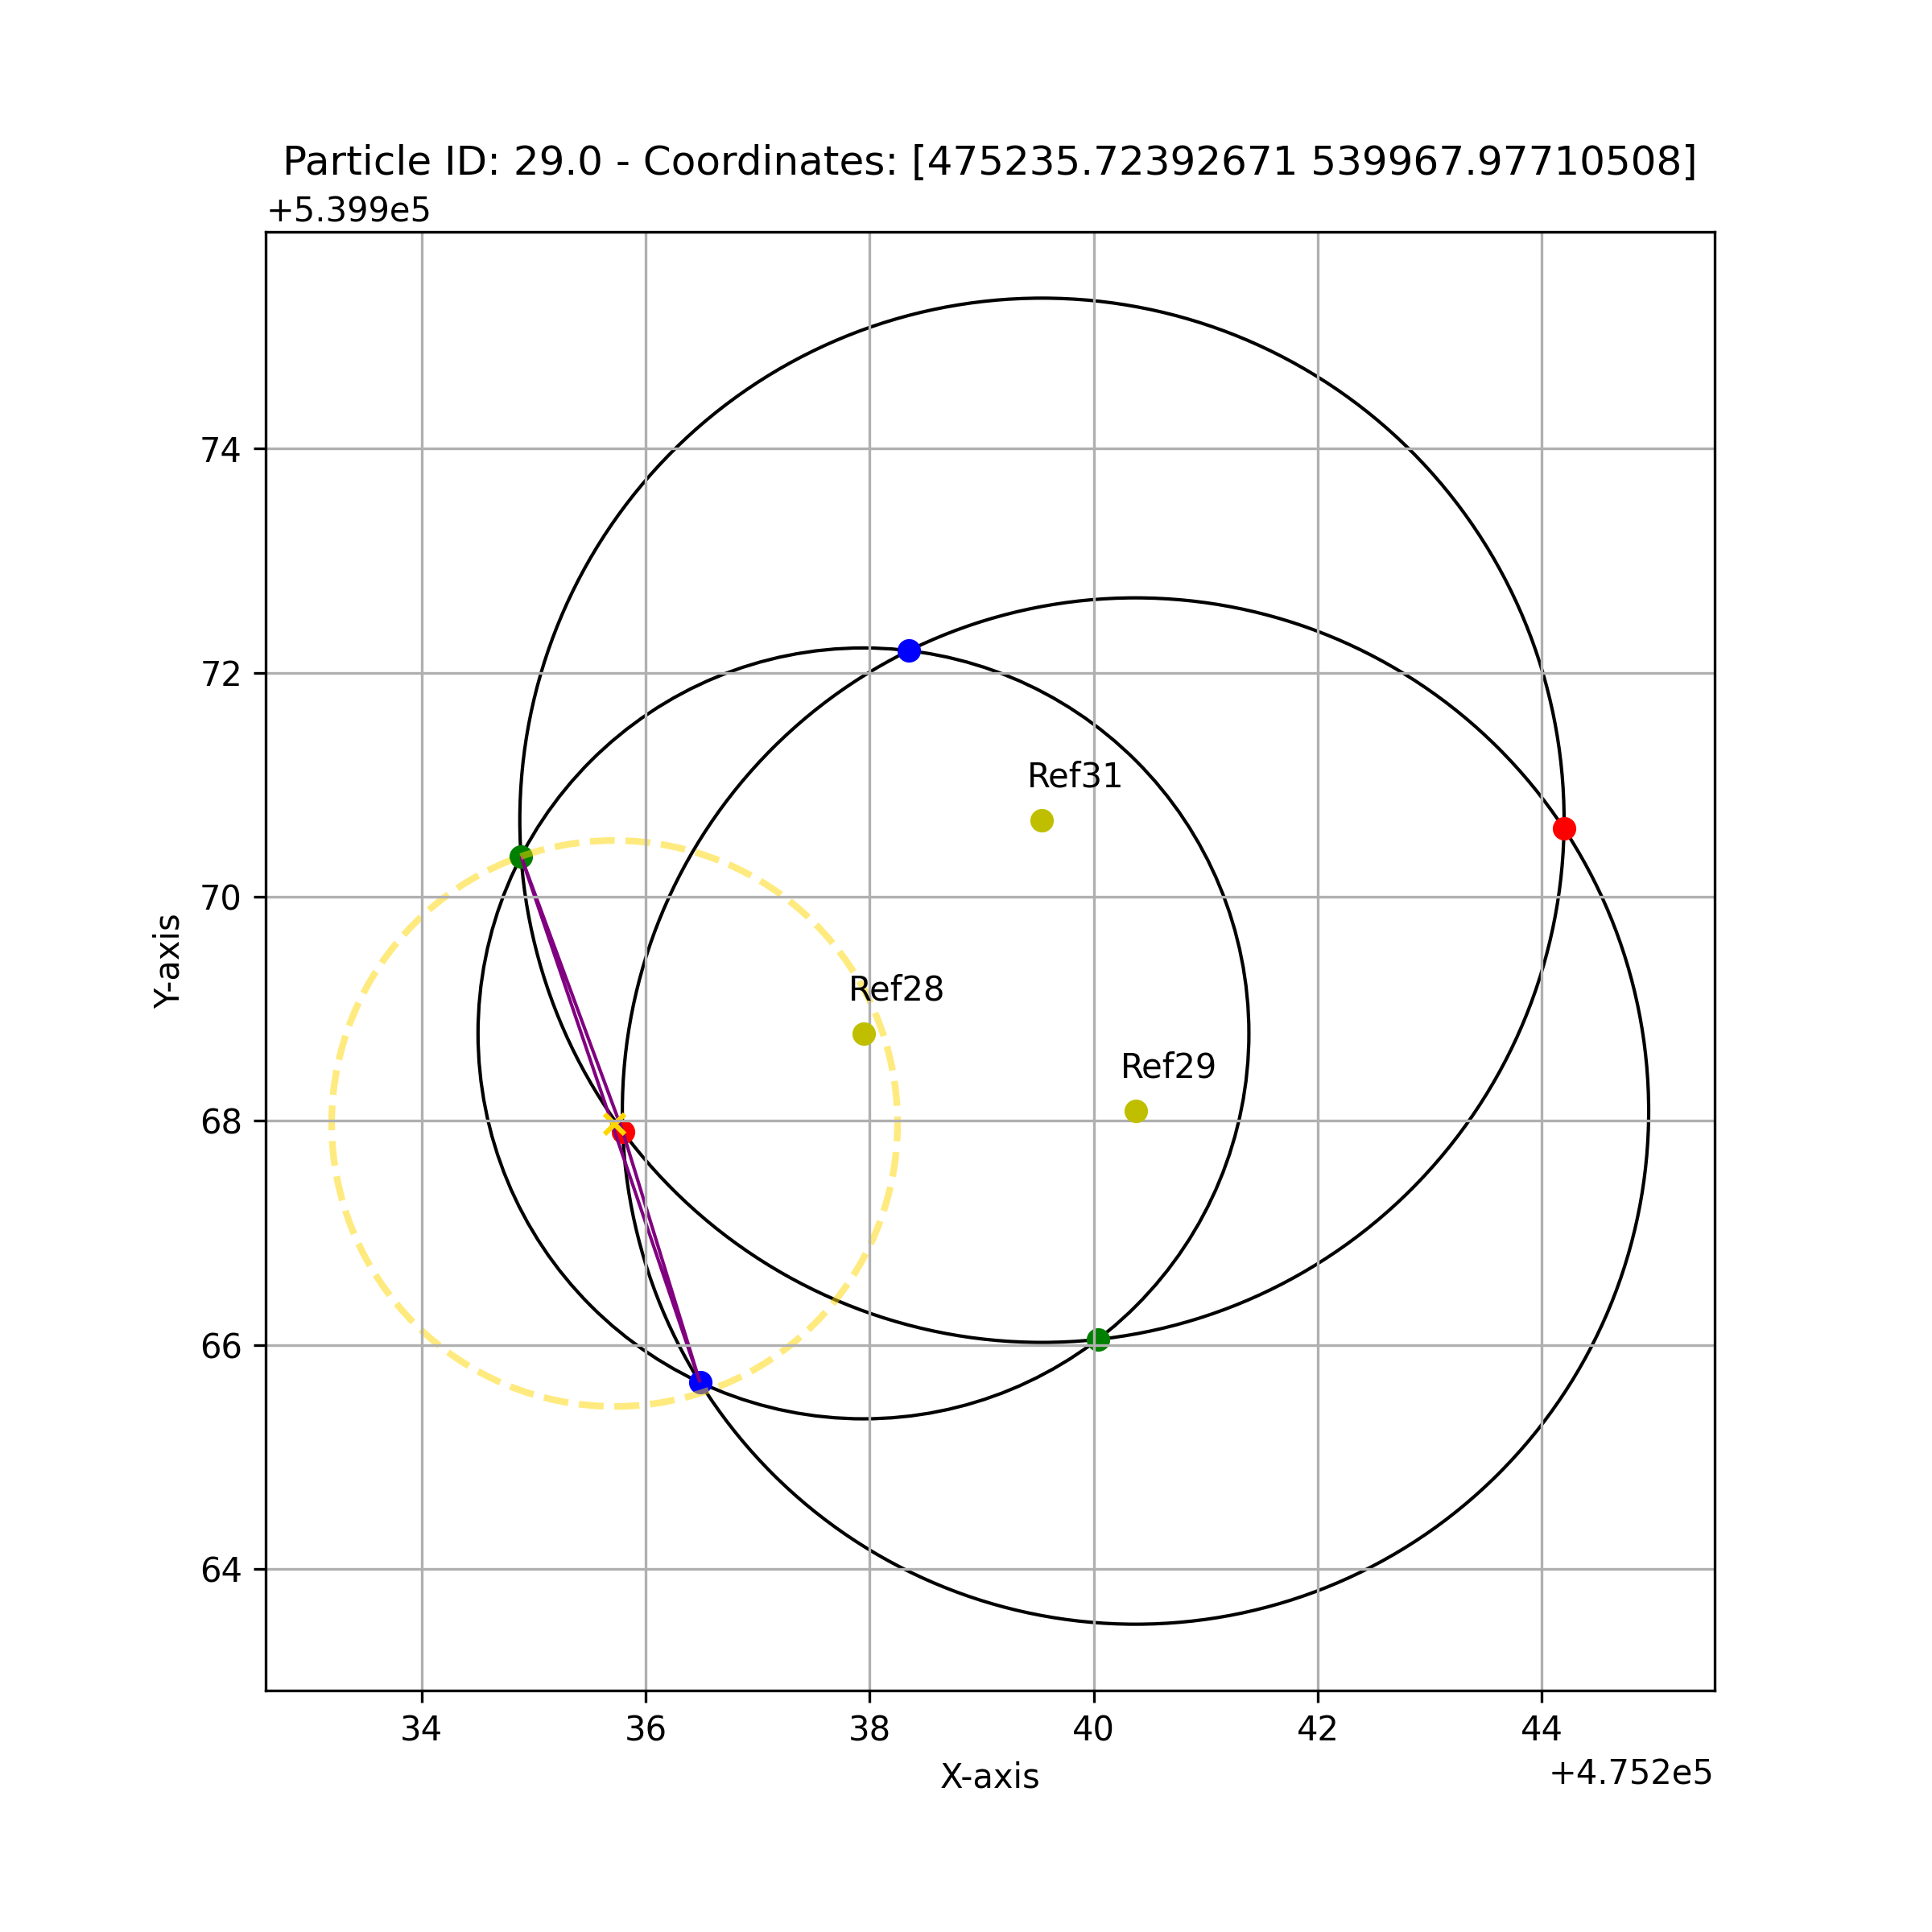 Particle ID: 29.0 - Coordinates: [475235.72392671 539967.97710508]
+5.399e5
74
72
Ref31
70
Y-axis
Ref28
Ref29
68
66
64
34 36 38 40 42 44
X-axis
+4.752e5